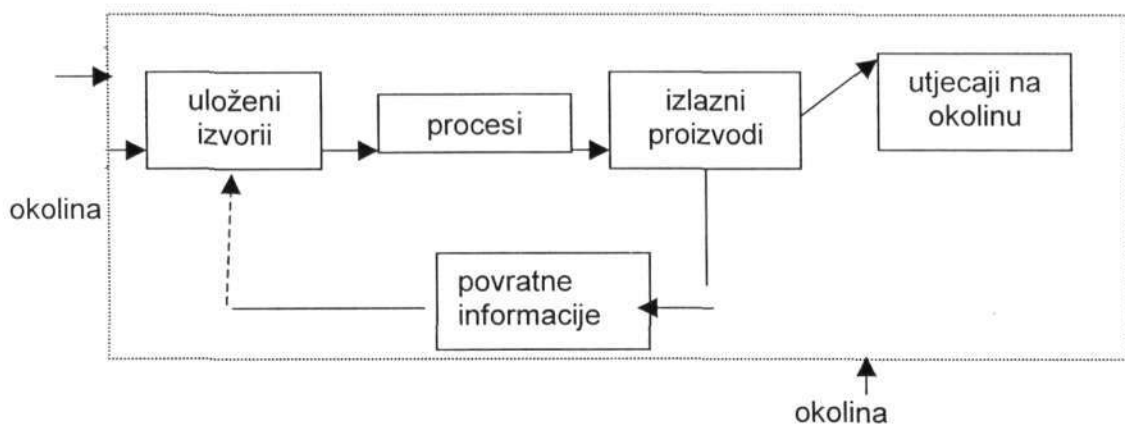 uloženi
izvorii
procesi
izlazni
proizvodi
utjecaji na
okolinu
okolina
povratne
informacije
okolina